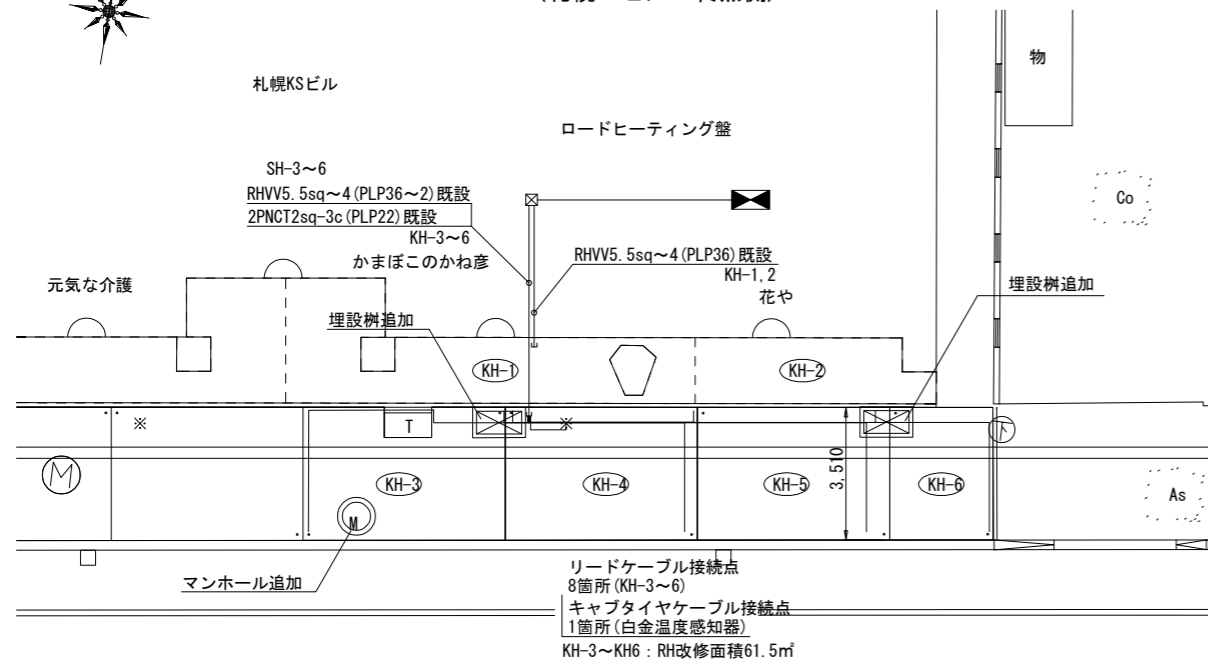 札幌KSビル
物
ロードヒーティング盤
SH-3～6
RHVV5.5sq～4(PLP36～2)既設
2PNCT2sq-3c(PLP22)既設
KH-3～6
かまぼこのかね彦
Co
RHVV5.5sq～4(PLP36)既設
KH-1,2
花や
元気な介護
埋設桝追加
埋設桝追加
KH-1
KH-2
※
T
※
下
M
KH-3
KH-4
KH-5
3,510
KH-6
As
M
マンホール追加
リードケーブル接続点
8箇所(KH-3～6)
キャブタイヤケーブル接続点
1箇所(白金温度感知器)
KH-3～KH6：RH改修面積61.5㎡